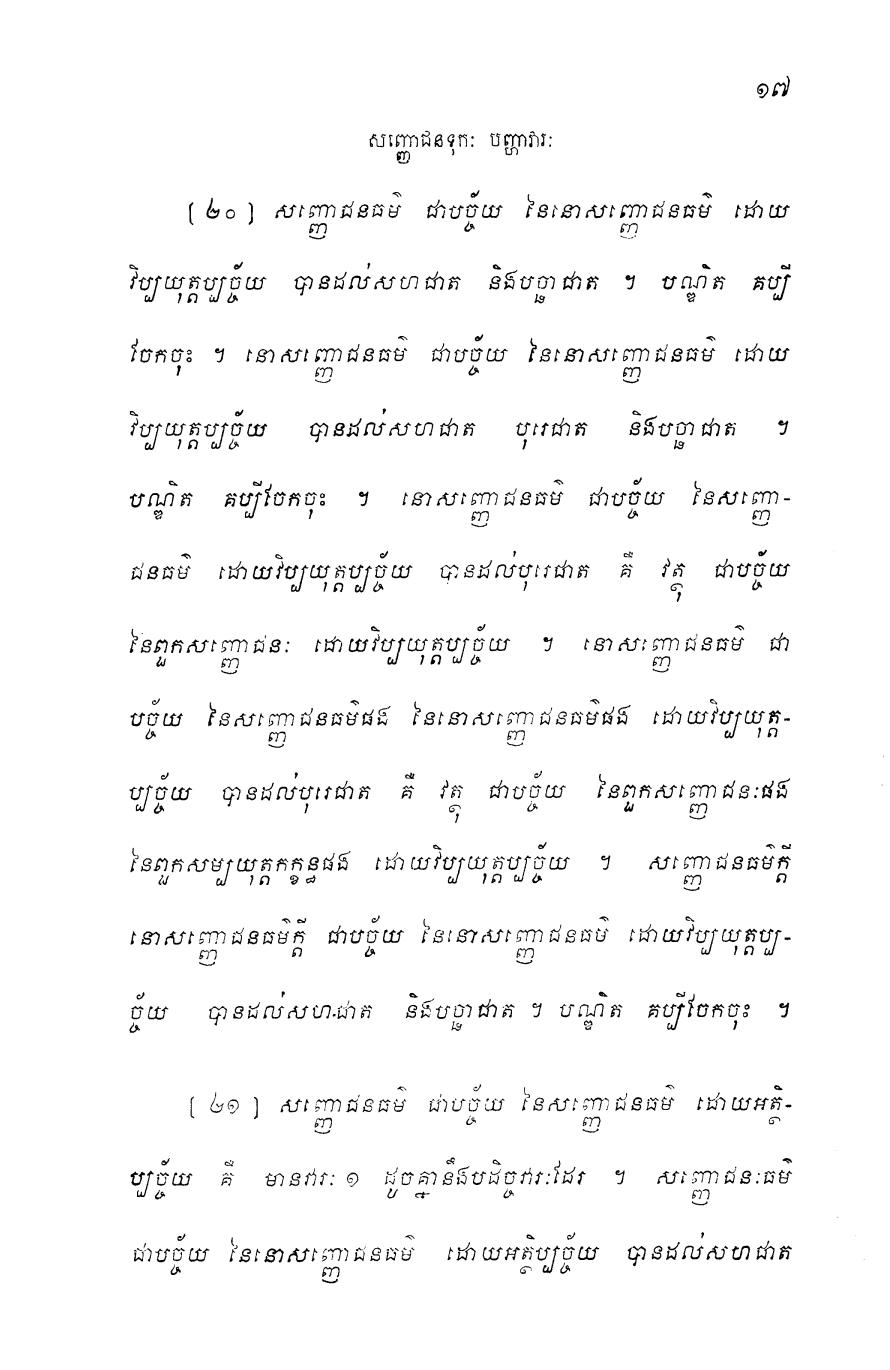 ១៧
សញ្ញោជនទុកៈ បញ្ហាវារៈ
[ ២០ ] សញ្ញោជនធម៌ ជាបច្ច័យ នៃនោសញ្ញោជនធម៌ ដោយ
វិប្បយុត្តប្បច្ច័យ បានដល់សហជាត និងបច្ឆាជាត ។ បណ្ឌិត គប្បី
ចែកចុះ ។ នោសញ្ញោជនធម៌ ជាបច្ច័យ នៃនោសញ្ញោជនធម៌ ដោយ
វិប្បយុត្តប្បច្ច័យ បានដល់សហជាត បុរេជាត និងបច្ឆាជាត ។
បណ្ឌិត គប្បីចែកចុះ ។ នោសញ្ញោជនធម៌ ជាបច្ច័យ នៃសញ្ញោ-
ជនធម៌ ដោយវិប្បយុត្តប្បច្ច័យ បានដល់បុរេជាត គឺ វត្ថុ ជាបច្ច័យ
នៃពួកសញ្ញោជនៈ ដោយវិប្បយុត្តប្បច្ច័យ ។ នោសញ្ញោជនធម៌ ជា
បច្ច័យ នៃសញ្ញោជនធម៌ផង នៃនោសញ្ញោជនធម៌ផង ដោយវិប្បយុត្ត-
ប្បច្ច័យ បានដល់បុរេជាត គឺ វត្ថុ ជាបច្ច័យ នៃពួកសញ្ញោជនៈផង
នៃពួកសម្បយុត្តកក្ខន្ធផង ដោយវិប្បយុត្តប្បច្ច័យ ។ សញ្ញោជនធម៌ក្តី
នោសញ្ញោជនធម៌ក្តី ជាបច្ច័យ នៃនោសញ្ញោជនធម៌ ដោយវិប្បយុត្តប្ប-
ច្ច័យ បានដល់សហជាត និងបច្ឆាជាត ។ បណ្ឌិត គប្បីចែកចុះ ។
[ ២១ ] សញ្ញោជនធម៌ ជាបច្ច័យ នៃសញ្ញោជនធម៌ ដោយអត្ថិ-
ប្បច្ច័យ គឺ មានវារៈ ១ ដូចគ្នានឹងបដិច្ចវារៈដែរ ។ សញ្ញោជនៈធម៌
ជាបច្ច័យ នៃនោសញ្ញោជនធម៌ ដោយអត្ថិប្បច្ច័យ បានដល់សហជាត